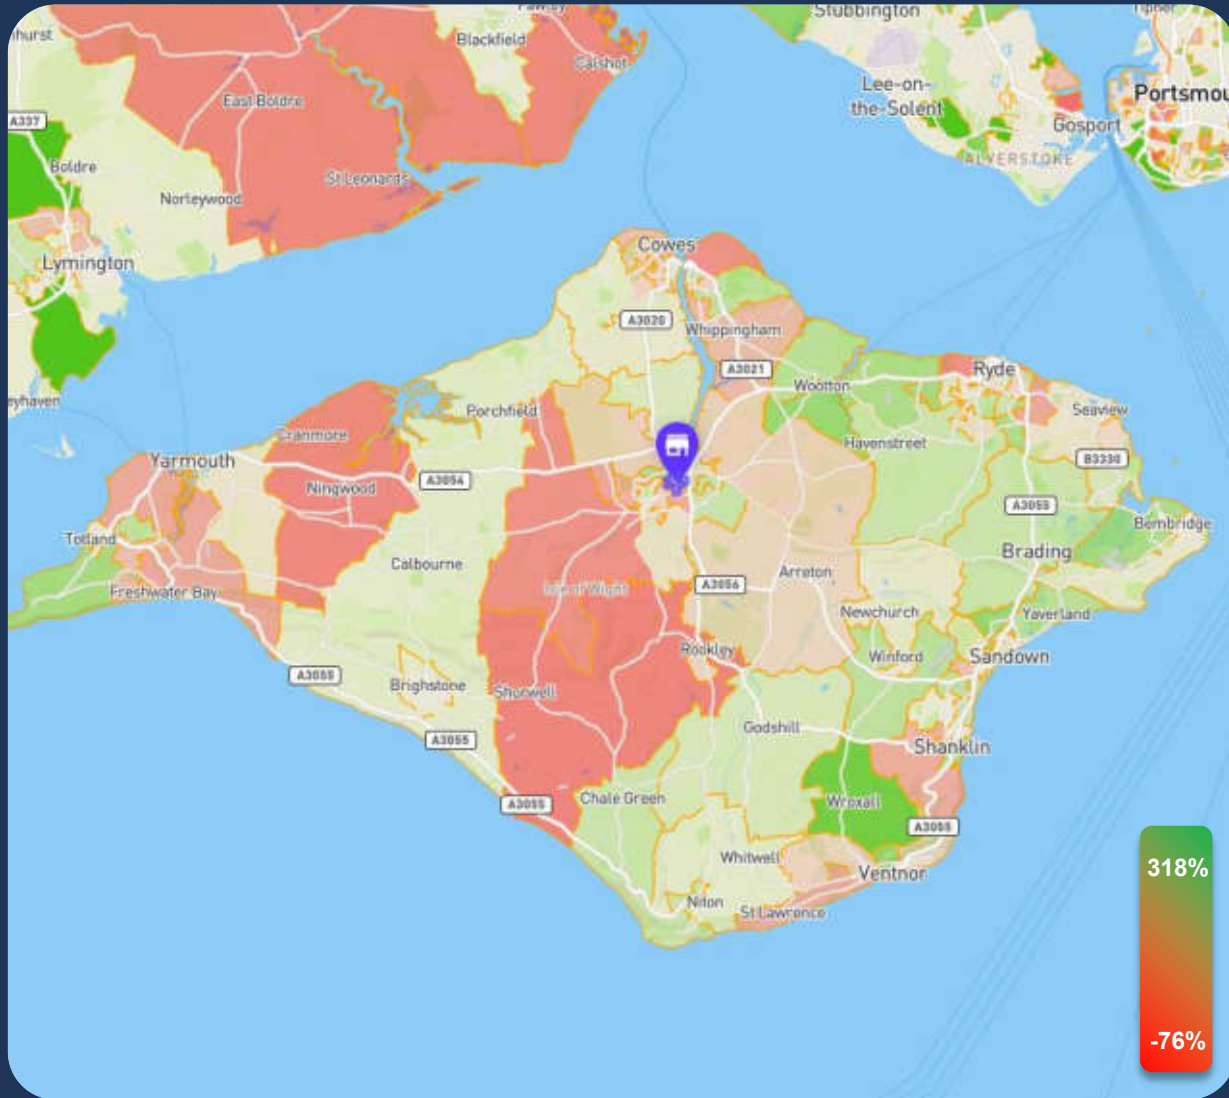 Stubbington
Blackfield
Calshot
East Boldre
Lee-on-
the-Solent
Portsmou
A337
Gosport
ALVERSTOKE
Boldre
St Leonards
Norleywood
Cowes
Lymington
A3020
Whippingham
A3021
Ryde
Wootton
eyhaven
Porchfield
Seaview
Cranmore
Havenstreet
Yarmouth
B3330
A3054
Ningwood
A3055
Bembridge
Totland
Brading
Calbourne
Arreton
Freshwater Bay
Isle of Wight
A3056
Newchurch
Yaverland
Rookley
Winford
Sandown
A3055
Brighstone
Shorwell
Godshill
A3055
Shanklin
Chale Green
Wroxall
A3055
A3055
Whitwell
318%
Ventnor
Niton
St Lawrence
-76%